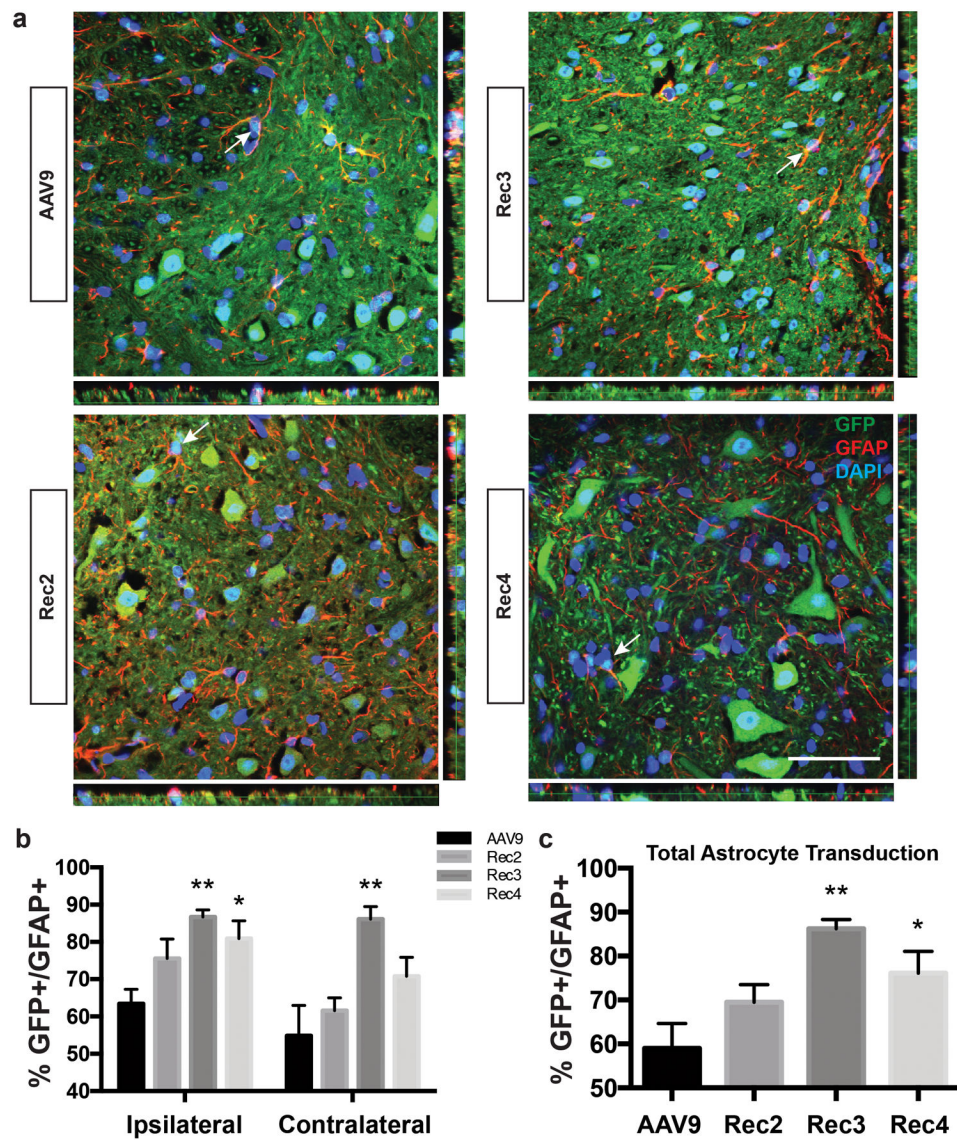 a
AAV9
Rec3
Rec2
Rec4
GFP
GFAP
DAPI
b
AAV9
Rec2
Rec3
Rec4
% GFP+/GFAP+
100
90
80
70
60
50
40
**
*
**
Ipsilateral
Contralateral
c
Total Astrocyte Transduction
% GFP+/GFAP+
100
90
80
70
60
50
**
*
AAV9
Rec2
Rec3
Rec4